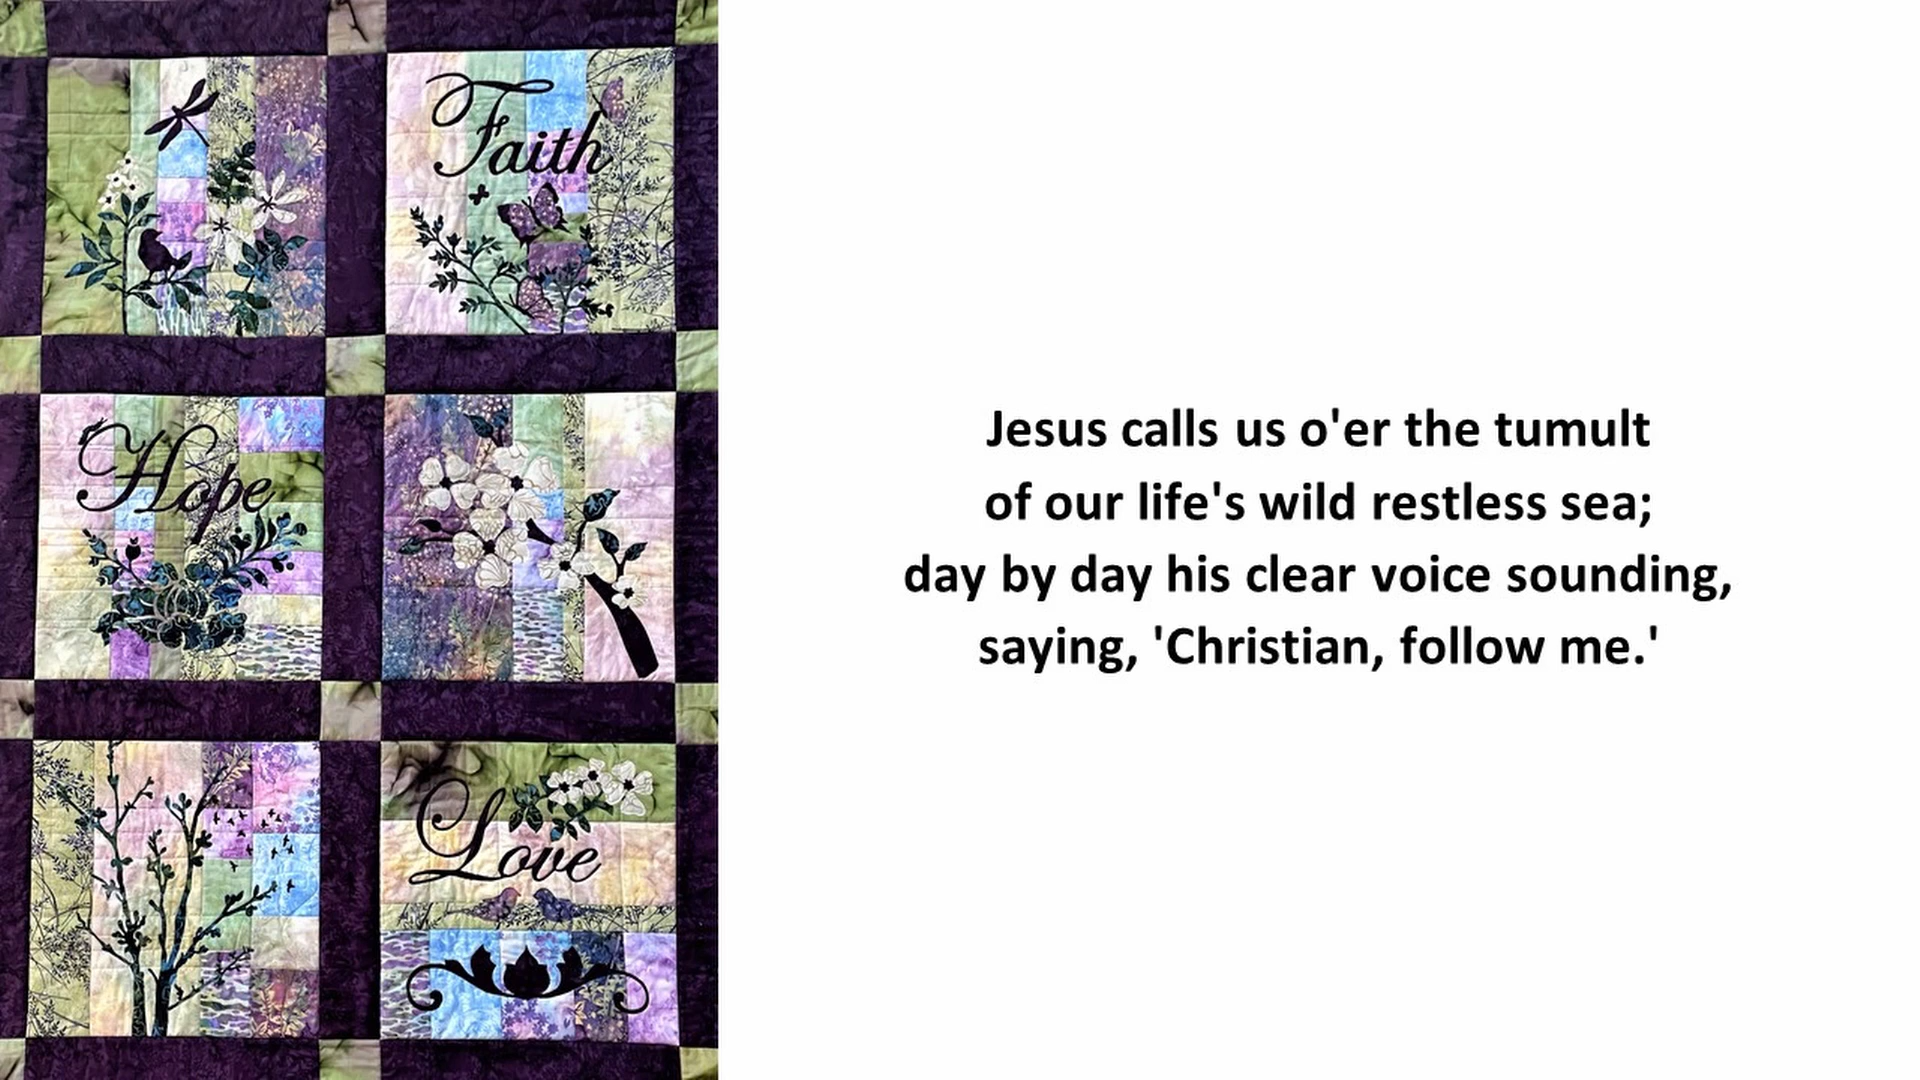 Faith
Hope
Love
Jesus calls us o'er the tumult
of our life's wild restless sea;
day by day his clear voice sounding,
saying, 'Christian, follow me.'